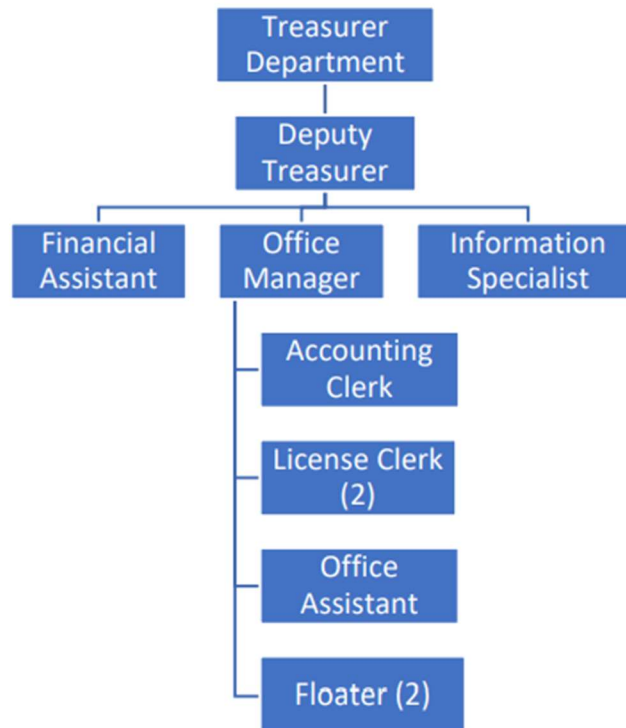 Treasurer
Department
Deputy
Treasurer
Financial
Assistant
Office
Manager
Information
Specialist
Accounting
Clerk
License Clerk
(2)
Office
Assistant
Floater (2)